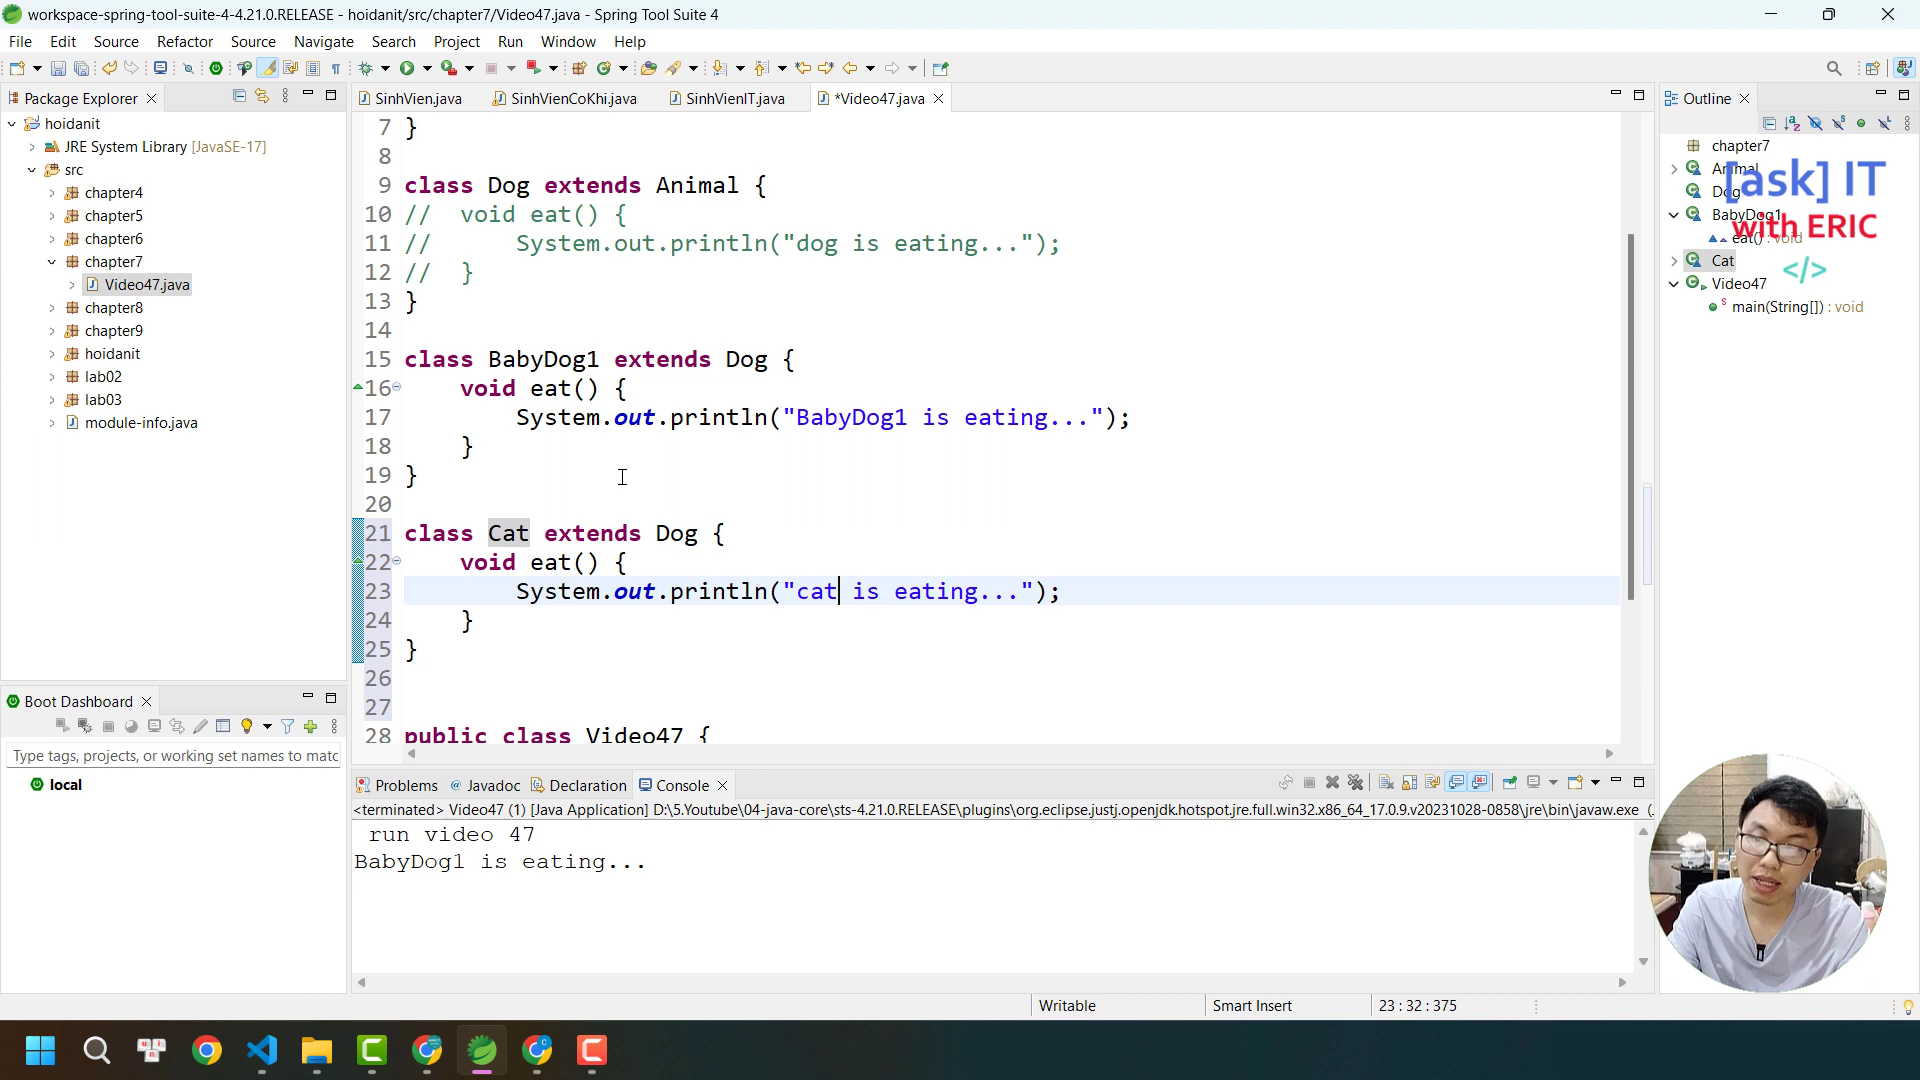 workspace-spring-tool-suite-4-4.21.0.RELEASE - hoidanit/src/chapter7/Video47.java - Spring Tool Suite 4
File Edit Source Refactor Source Navigate Search Project Run Window Help
Package Explorer
hoidanit
JRE System Library [JavaSE-17]
src
chapter4
chapter5
chapter6
chapter7
Video47.java
chapter8
chapter9
hoidanit
lab02
lab03
module-info.java
Boot Dashboard
Type tags, projects, or working set names to matc
local
SinhVien.java SinhVienCoKhi.java SinhVienIT.java *Video47.java
7 }
8
9 class Dog extends Animal {
10 // void eat() {
11 // System.out.println("dog is eating...");
12 // }
13 }
14
15 class BabyDog1 extends Dog {
16 void eat() {
17 System.out.println("BabyDog1 is eating...");
18 }
19 }
20
21 class Cat extends Dog {
22 void eat() {
23 System.out.println("cat is eating...");
24 }
25 }
26
27
28 public class Video47 {
Problems Javadoc Declaration Console
<terminated> Video47 (1) [Java Application] D:\5.Youtube\04-java-core\sts-4.21.0.RELEASE\plugins\org.eclipse.justj.openjdk.hotspot.jre.full.win32.x86_64_17.0.9.v20231028-0858\jre\bin\javaw.exe (
run video 47
BabyDog1 is eating...
Outline
chapter7
Animal
Dog
BabyDog1
eat() : void
Cat
Video47
main(String[]) : void
[ask] IT
with ERIC
</>
Writable Smart Insert 23 : 32 : 375